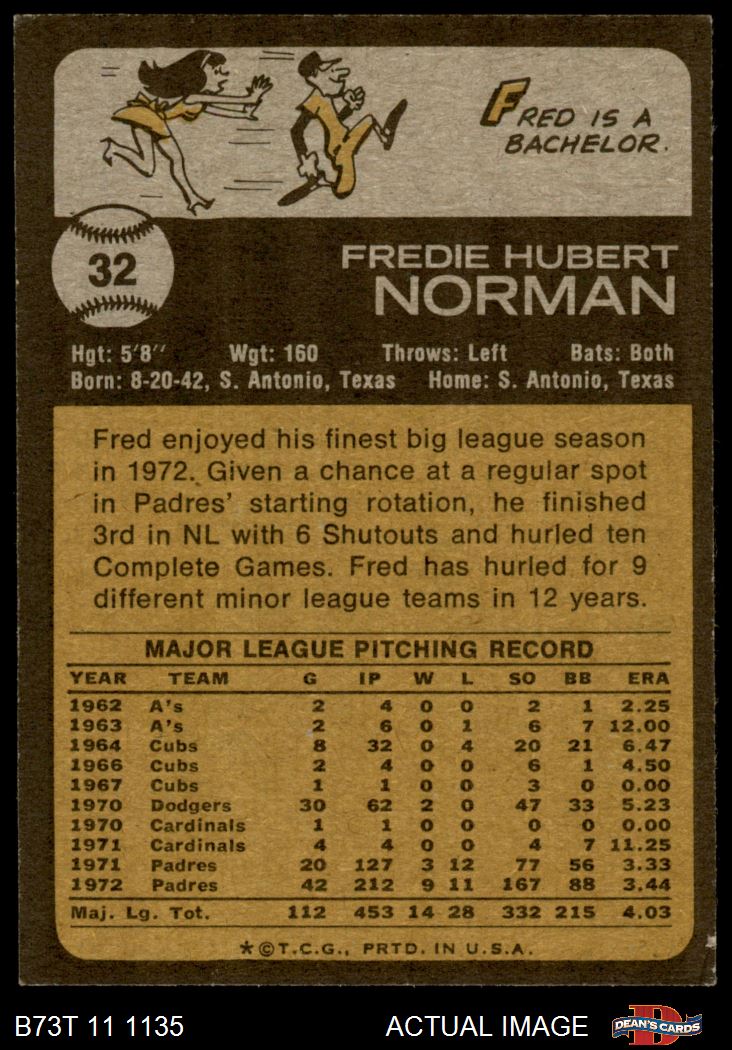 FRED IS A
BACHELOR.
32
FREDIE HUBERT
NORMAN
Hgt: 5'8" Wgt: 160 Throws: Left Bats: Both
Born: 8-20-42, S. Antonio, Texas Home: S. Antonio, Texas
Fred enjoyed his finest big league season
in 1972. Given a chance at a regular spot
in Padres' starting rotation, he finished
3rd in NL with 6 Shutouts and hurled ten
Complete Games. Fred has hurled for 9
different minor league teams in 12 years.
MAJOR LEAGUE PITCHING RECORD
YEAR TEAM G IP W L SO BB ERA
1962 A's 2 4 0 0 2 1 2.25
1963 A's 2 6 0 1 6 7 12.00
1964 Cubs 8 32 0 4 20 21 6.47
1966 Cubs 2 4 0 0 6 1 4.50
1967 Cubs 1 1 0 0 3 0 0.00
1970 Dodgers 30 62 2 0 47 33 5.23
1970 Cardinals 1 1 0 0 0 0 0.00
1971 Cardinals 4 4 0 0 4 7 11.25
1971 Padres 20 127 3 12 77 56 3.33
1972 Padres 42 212 9 11 167 88 3.44
Maj. Lg. Tot. 112 453 14 28 332 215 4.03
*©T.C.G., PRTD. IN U.S.A.
B73T 11 1135 ACTUAL IMAGE DEAN'S CARDS